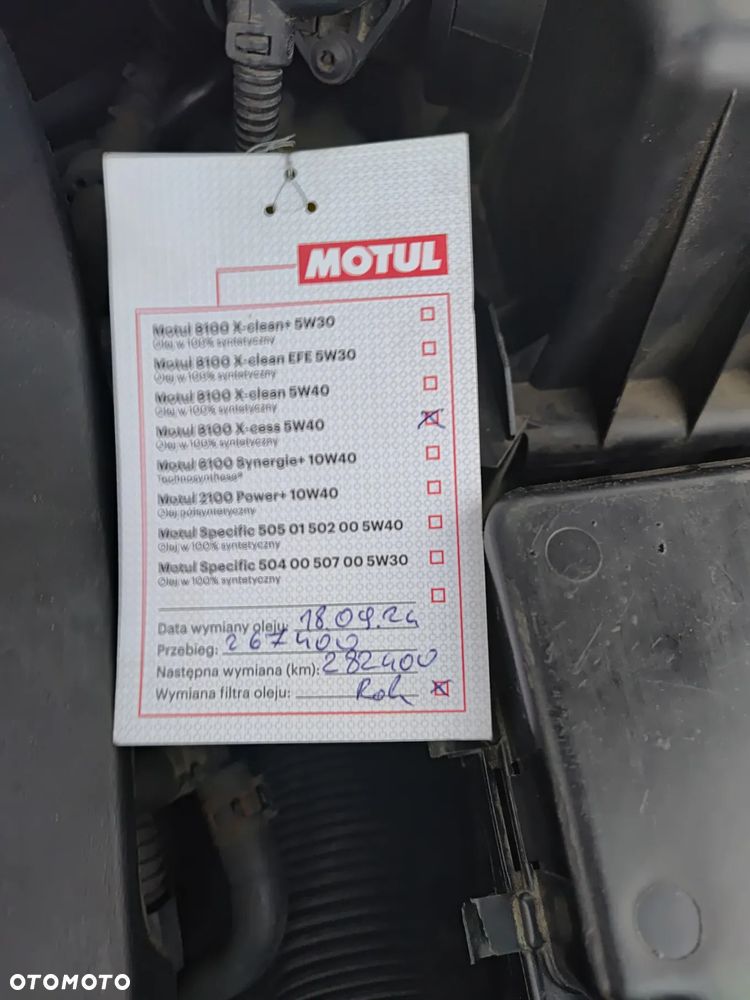 MOTUL
Motul 8100 X-clean+ 5W30
Olej w 100% syntetyczny
Motul 8100 X-clean EFE 5W30
Olej w 100% syntetyczny
Motul 8100 X-clean 5W40
Olej w 100% syntetyczny
Motul 8100 X-cess 5W40
Olej w 100% syntetyczny
Motul 6100 Synergie+ 10W40
Technosynthese®
Motul 2100 Power+ 10W40
Olej półsyntetyczny
Motul Specific 505 01 502 00 5W40
Olej w 100% syntetyczny
Motul Specific 504 00 507 00 5W30
Olej w 100% syntetyczny
Data wymiany oleju: 18.09.24
Przebieg: 267400
Następna wymiana (km): 282400
Wymiana filtra oleju: Rok
OTOMOTO